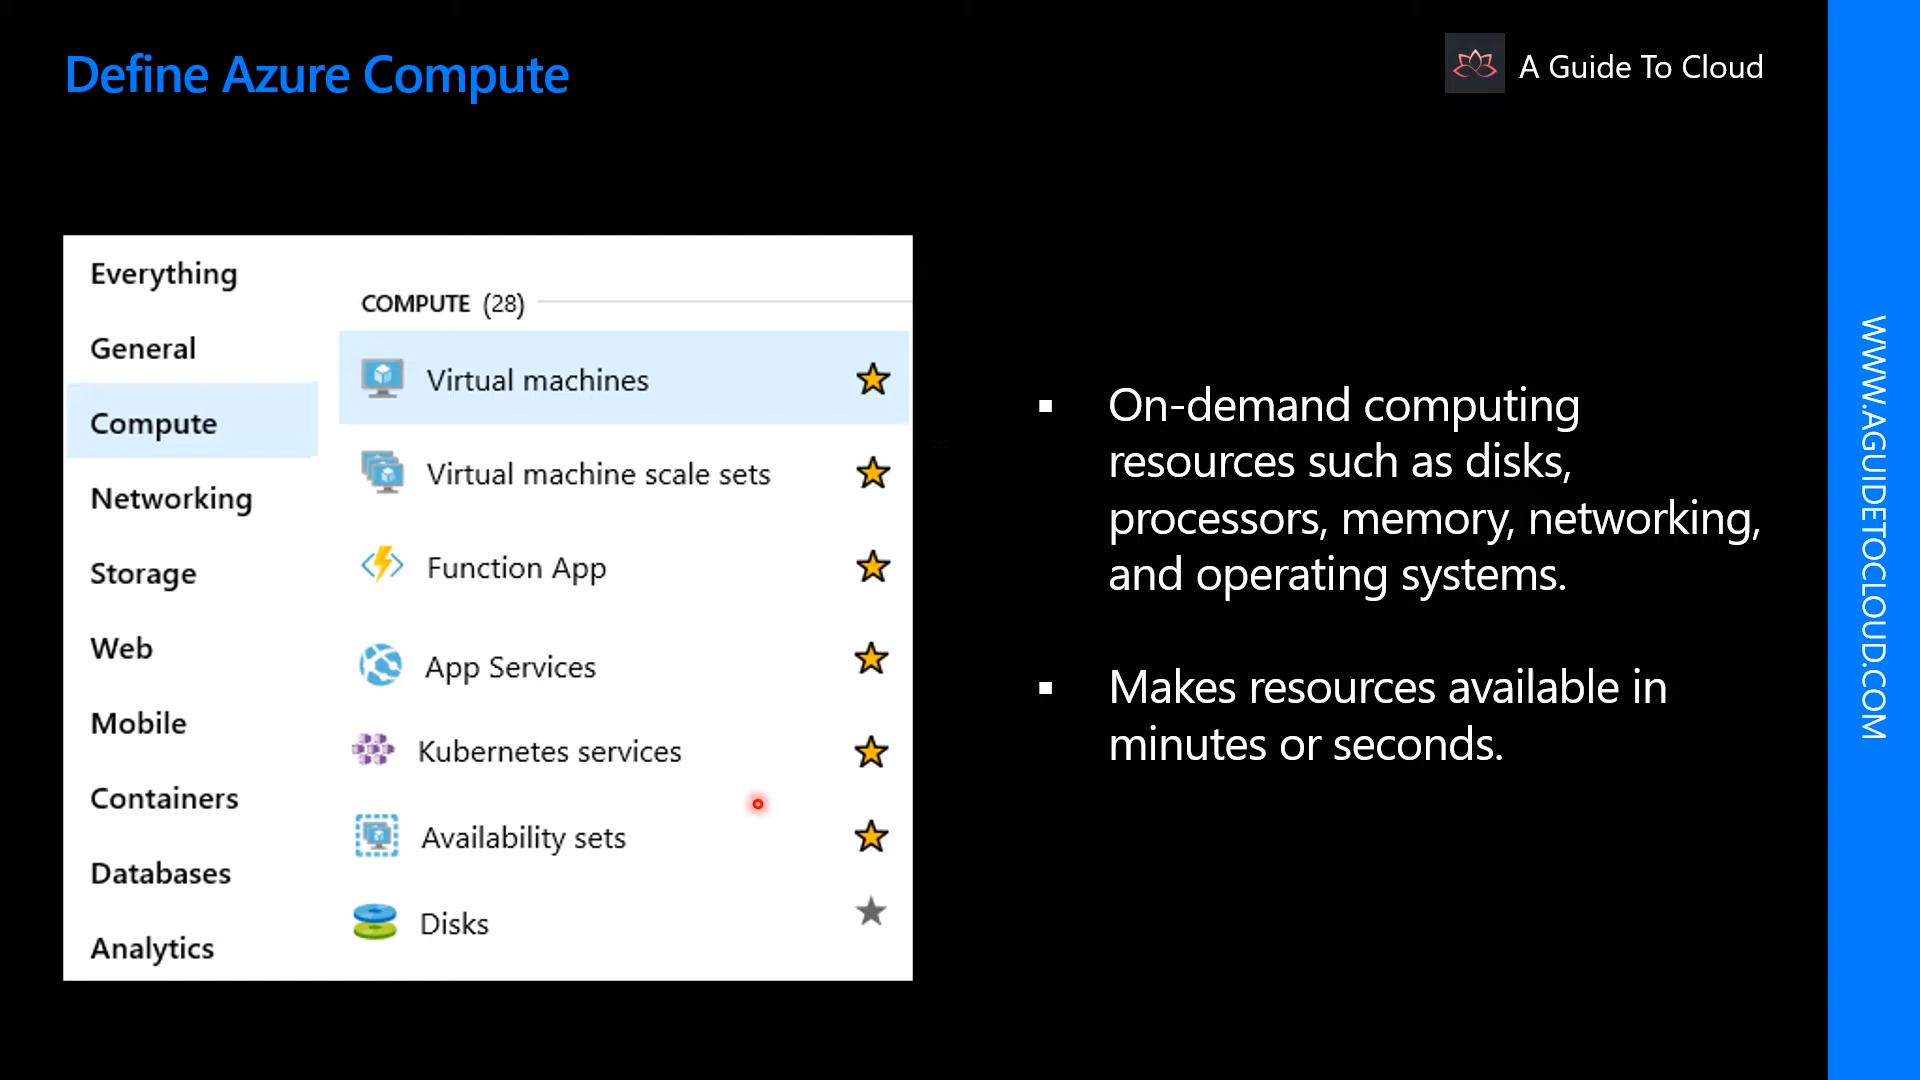 Define Azure Compute
A Guide To Cloud
Everything
General
Compute
Networking
Storage
Web
Mobile
Containers
Databases
Analytics
COMPUTE (28)
Virtual machines
Virtual machine scale sets
Function App
App Services
Kubernetes services
Availability sets
Disks
▪ On-demand computing
resources such as disks,
processors, memory, networking,
and operating systems.
▪ Makes resources available in
minutes or seconds.
WWW.AGUIDETOCLOUD.COM